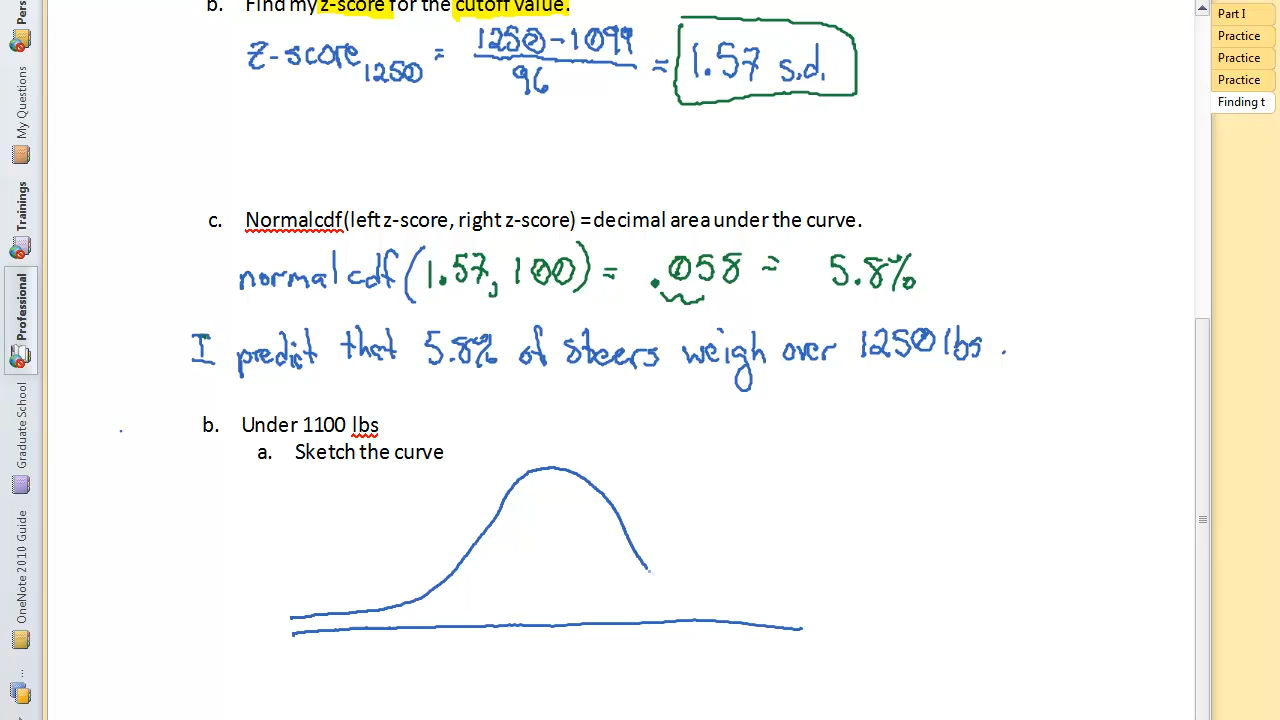 b. Find my z-score for the cutoff value.
z-score 1250 = 1250 - 1099 / 96 = 1.57 s.d.
c. Normalcdf(left z-score, right z-score) = decimal area under the curve.
normalcdf(1.57, 100) = .058 = 5.8%
I predict that 5.8% of steers weigh over 1250 lbs.
b. Under 1100 lbs
a. Sketch the curve
Part I
Practice
Practice
Practice
Finding t
Pers
My Questions
Trainings
Professional
Graduate School
OneNote 2010 Guide
...